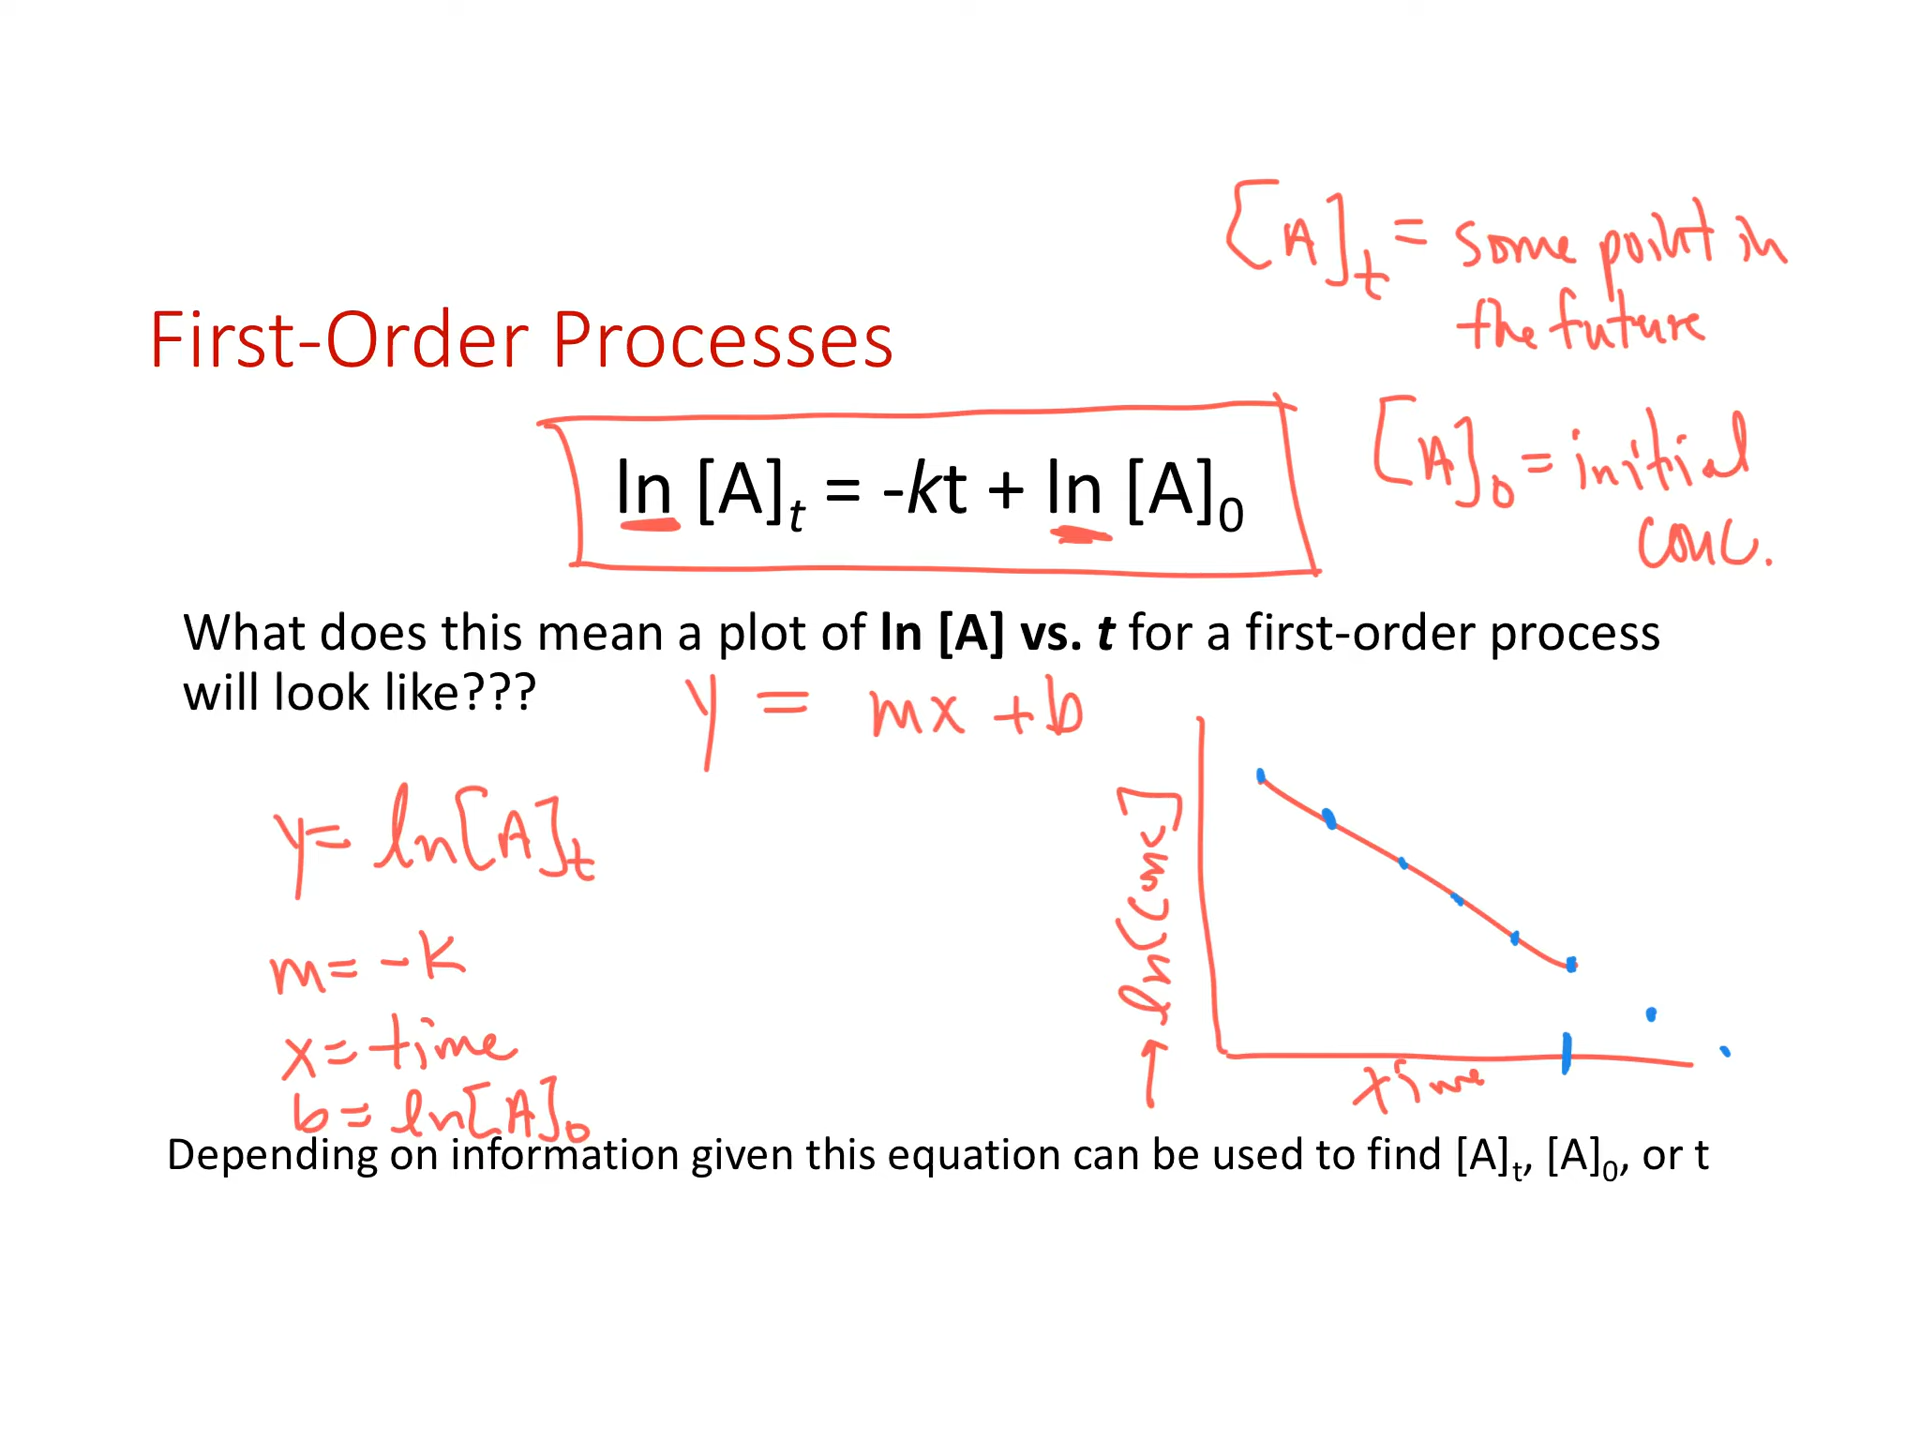 [A]t = some point in
the future
First-Order Processes
[A]0 = initial
conc.
ln [A]t = -kt + ln [A]0
What does this mean a plot of ln [A] vs. t for a first-order process
will look like???
y = mx + b
y = ln[A]t
m = -k
x = time
b = ln[A]0
ln[conc]
time
Depending on information given this equation can be used to find [A]t, [A]0, or t